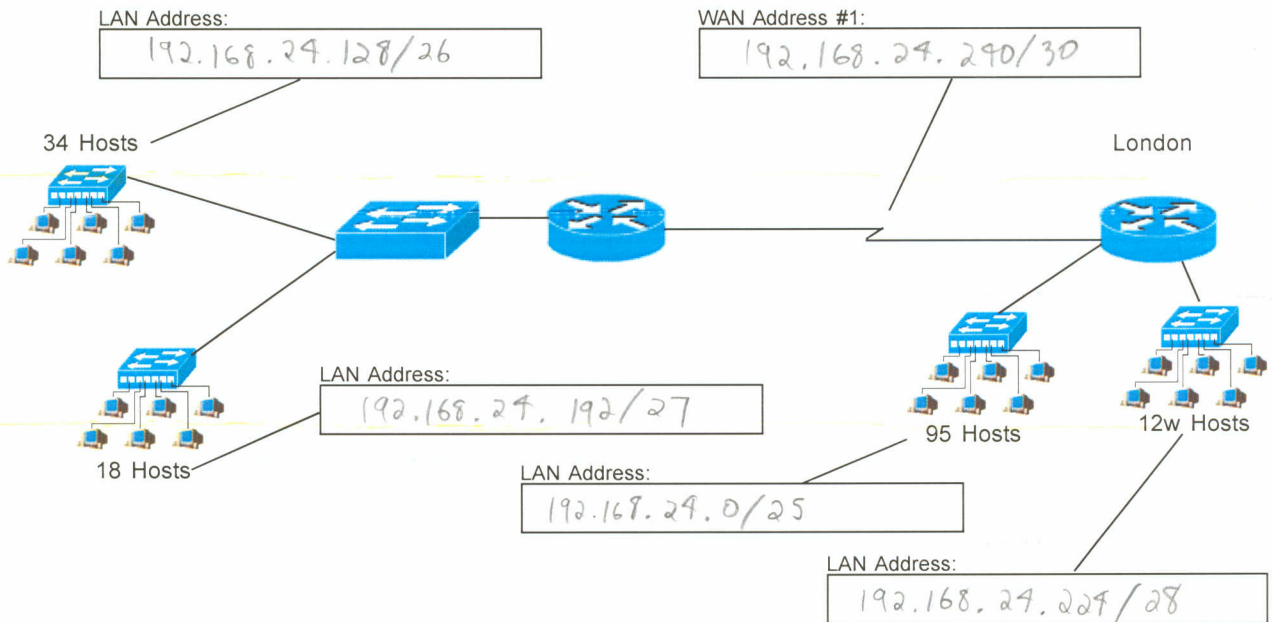 LAN Address:
192.168.24.128/26
WAN Address #1:
192.168.24.240/30
34 Hosts
London
LAN Address:
192.168.24.192/27
18 Hosts
95 Hosts
12w Hosts
LAN Address:
192.168.24.0/25
LAN Address:
192.168.24.224/28